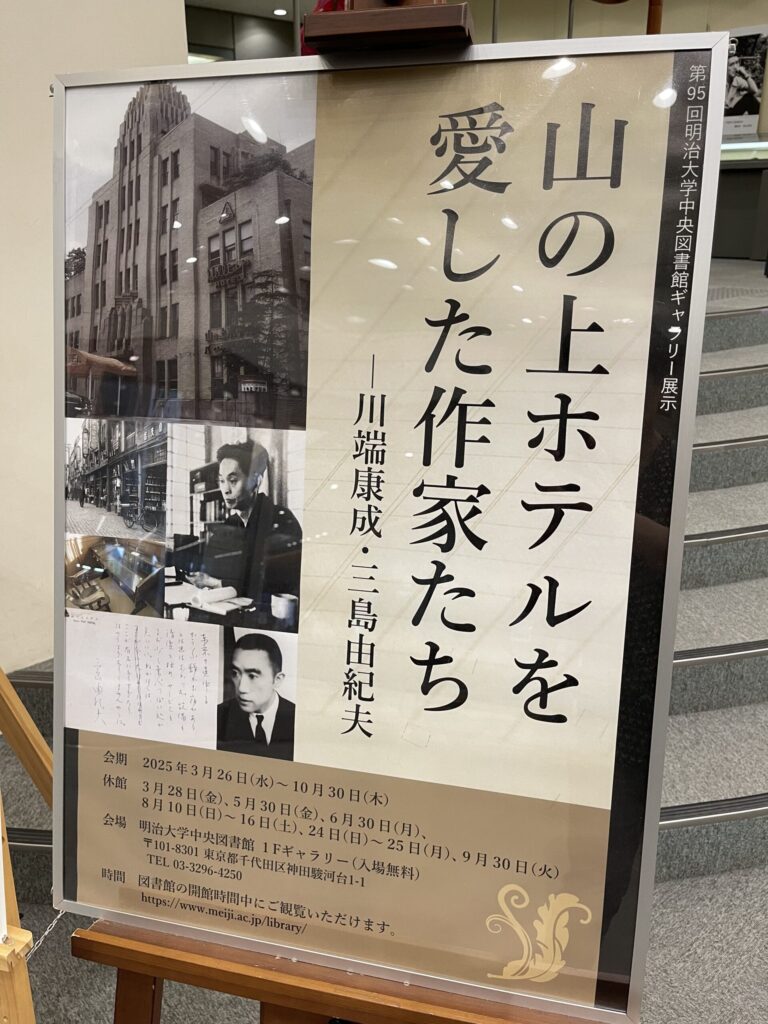 第95回明治大学中央図書館ギャラリー展示
山の上ホテルを
愛した作家たち
―川端康成・三島由紀夫
会期 2025年3月26日(水)～10月30日(木)
休館 3月28日(金)、5月30日(金)、6月30日(月)、
8月10日(日)～16日(土)、24日(日)～25日(月)、9月30日(火)
会場 明治大学中央図書館 1Fギャラリー(入場無料)
〒101-8301 東京都千代田区神田駿河台1-1
TEL 03-3296-4250
時間 図書館の開館時間中にご観覧いただけます。
https://www.meiji.ac.jp/library/